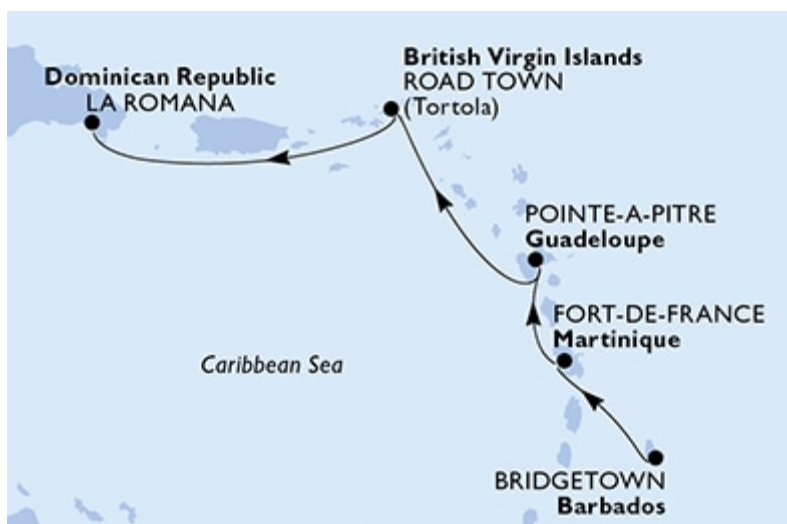 British Virgin Islands
ROAD TOWN
(Tortola)
Dominican Republic
LA ROMANA
POINTE-A-PITRE
Guadeloupe
FORT-DE-FRANCE
Martinique
Caribbean Sea
BRIDGETOWN
Barbados